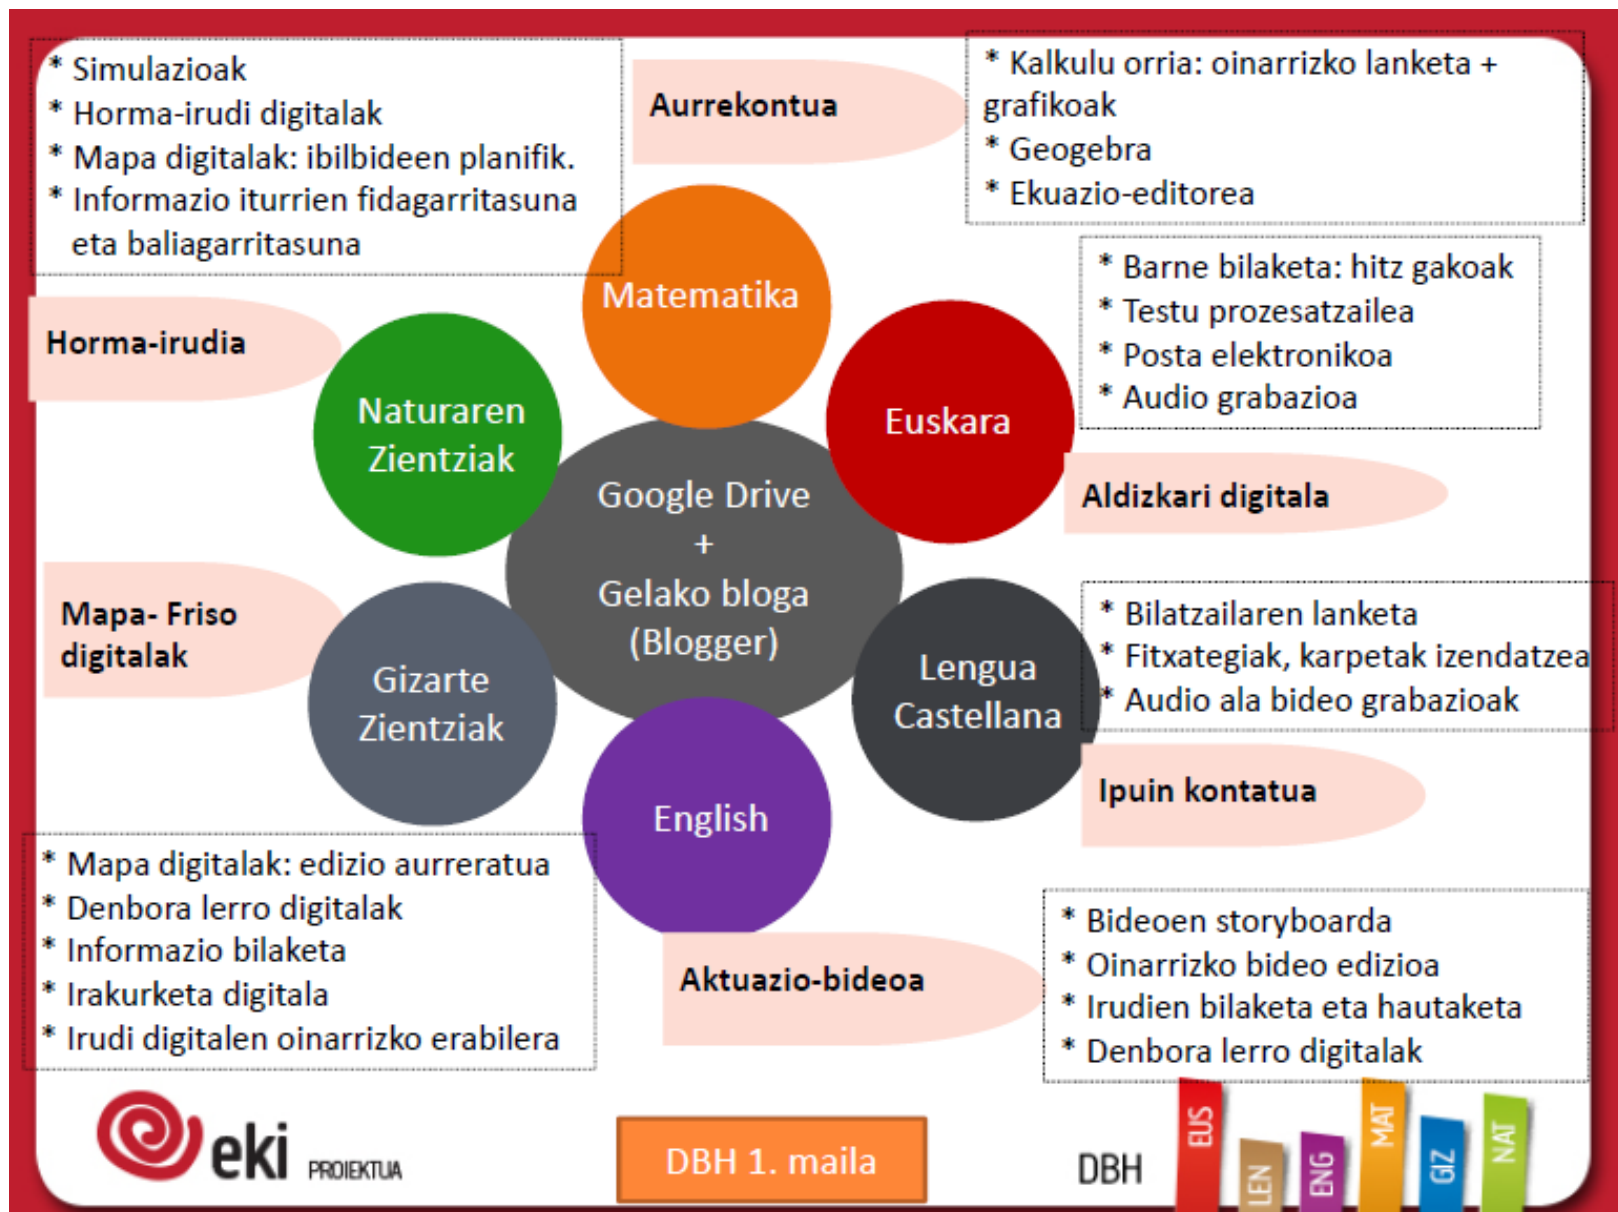 * Simulazioak
* Horma-irudi digitalak
* Mapa digitalak: ibilbideen planifik.
* Informazio iturrien fidagarritasuna
eta baliagarritasuna
Aurrekontua
* Kalkulu orria: oinarrizko lanketa +
grafikoak
* Geogebra
* Ekuazio-editorea
Matematika
* Barne bilaketa: hitz gakoak
* Testu prozesatzailea
* Posta elektronikoa
* Audio grabazioa
Horma-irudia
Naturaren
Zientziak
Euskara
Aldizkari digitala
Google Drive
+
Gelako bloga
(Blogger)
Mapa- Friso
digitalak
Gizarte
Zientziak
Lengua
Castellana
* Bilatzailaren lanketa
* Fitxategiak, karpetak izendatzea
* Audio ala bideo grabazioak
Ipuin kontatua
English
* Mapa digitalak: edizio aurreratua
* Denbora lerro digitalak
* Informazio bilaketa
* Irakurketa digitala
* Irudi digitalen oinarrizko erabilera
Aktuazio-bideoa
* Bideoen storyboarda
* Oinarrizko bideo edizioa
* Irudien bilaketa eta hautaketa
* Denbora lerro digitalak
eki PROIEKTUA
DBH 1. maila
DBH
EUS
LEN
ENG
MAT
GIZ
NAT